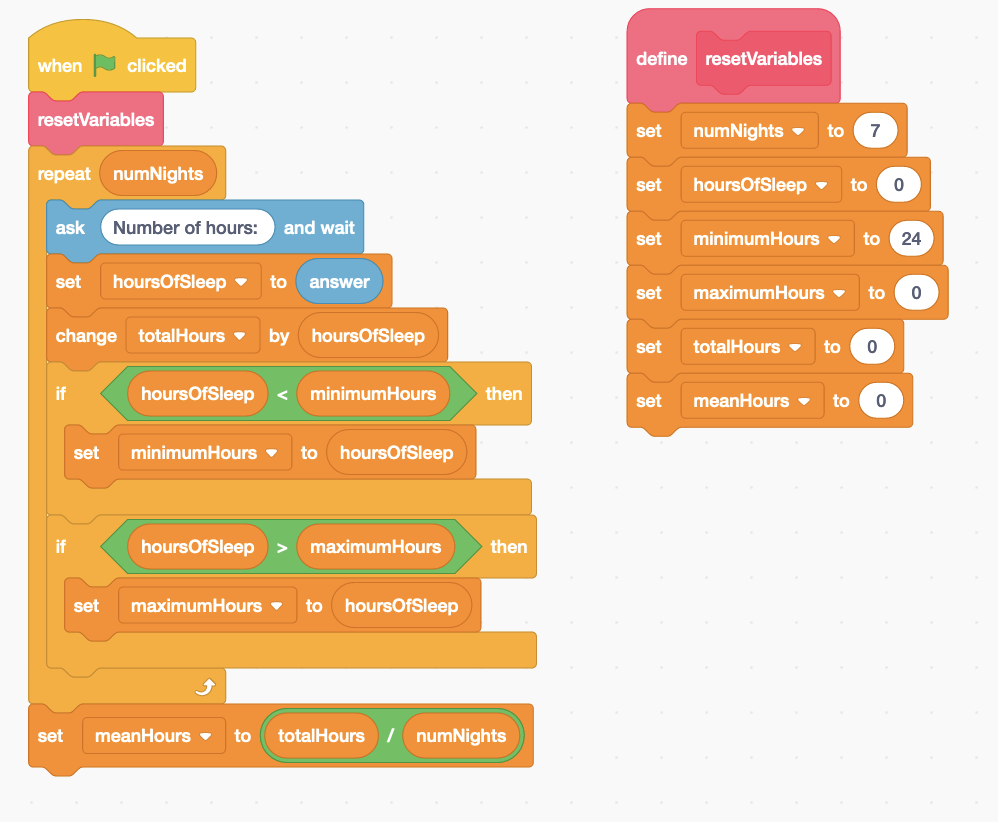 when clicked
resetVariables
repeat numNights
ask Number of hours: and wait
set hoursOfSleep to answer
change totalHours by hoursOfSleep
if hoursOfSleep < minimumHours then
set minimumHours to hoursOfSleep
if hoursOfSleep > maximumHours then
set maximumHours to hoursOfSleep
set meanHours to totalHours / numNights
define resetVariables
set numNights to 7
set hoursOfSleep to 0
set minimumHours to 24
set maximumHours to 0
set totalHours to 0
set meanHours to 0